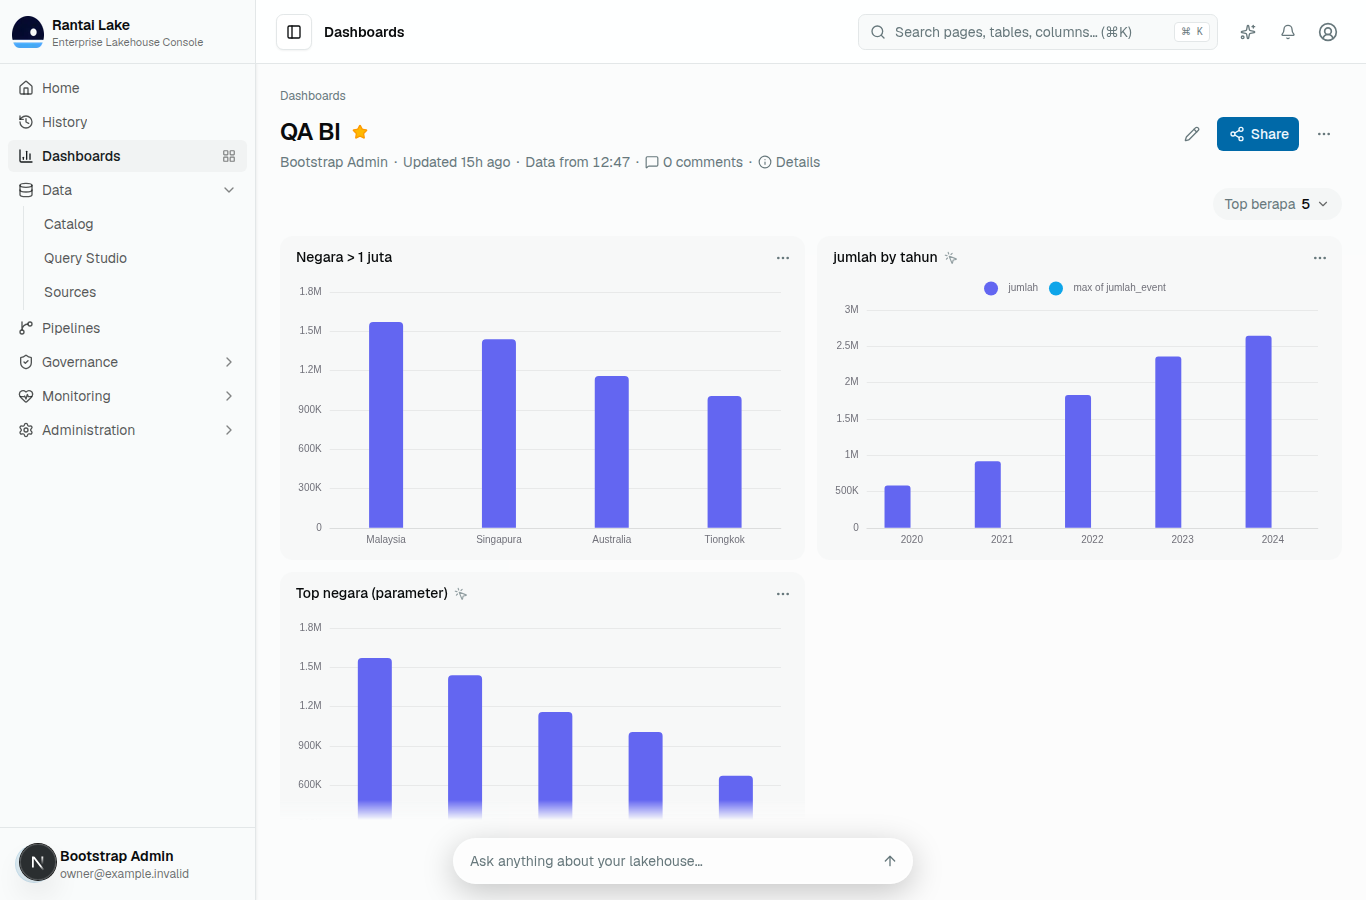 Rantai Lake
Enterprise Lakehouse Console
Home
History
Dashboards
Data
Catalog
Query Studio
Sources
Pipelines
Governance
Monitoring
Administration
N
Bootstrap Admin
owner@example.invalid
Dashboards
Search pages, tables, columns... (⌘K)
⌘ K
Dashboards
QA BI
Share
Bootstrap Admin · Updated 15h ago · Data from 12:47 · 0 comments · Details
Top berapa 5
Negara > 1 juta
1.8M
1.5M
1.2M
900K
600K
300K
0
Malaysia Singapura Australia Tiongkok
jumlah by tahun
jumlah max of jumlah_event
3M
2.5M
2M
1.5M
1M
500K
0
2020 2021 2022 2023 2024
Top negara (parameter)
1.8M
1.5M
1.2M
900K
600K
Ask anything about your lakehouse...